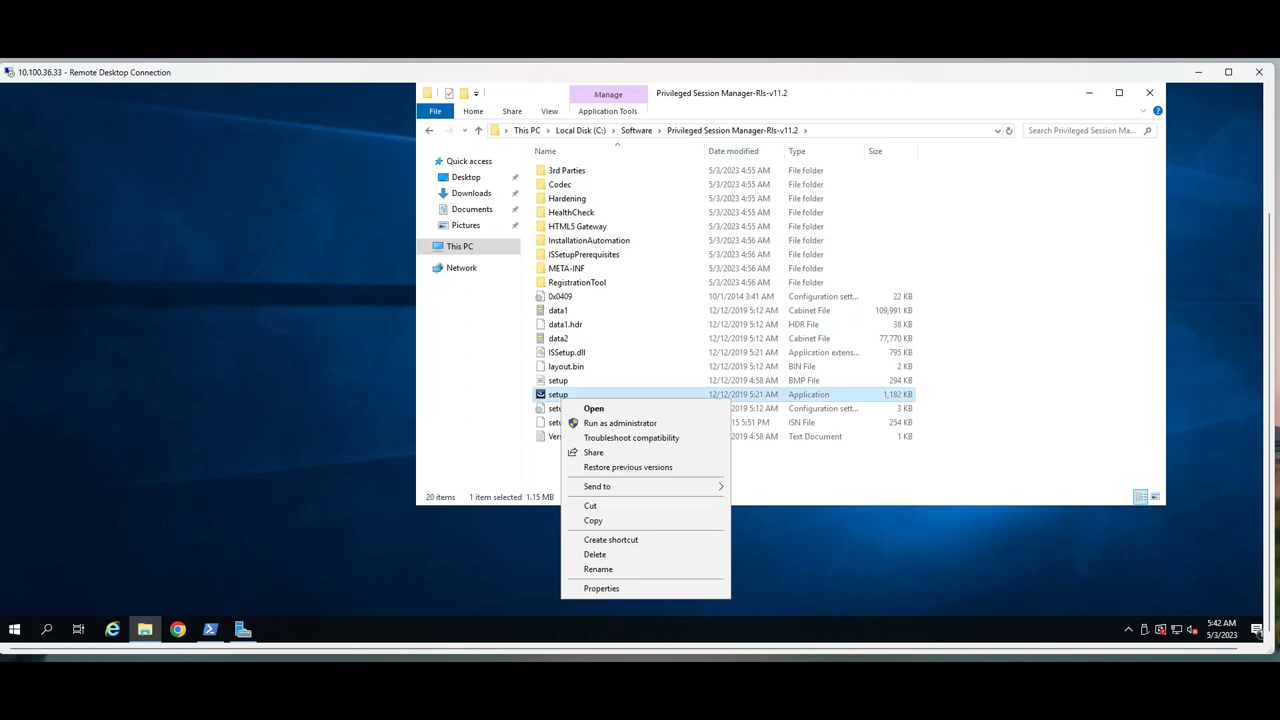 10.100.36.33 - Remote Desktop Connection
Manage
Privileged Session Manager-Rls-v11.2
File
Home
Share
View
Application Tools
This PC
Local Disk (C:)
Software
Privileged Session Manager-Rls-v11.2
Search Privileged Session Ma...
Name
Date modified
Type
Size
Quick access
Desktop
Downloads
Documents
Pictures
This PC
Network
3rd Parties 5/3/2023 4:55 AM File folder
Codec 5/3/2023 4:55 AM File folder
Hardening 5/3/2023 4:55 AM File folder
HealthCheck 5/3/2023 4:55 AM File folder
HTML5 Gateway 5/3/2023 4:55 AM File folder
InstallationAutomation 5/3/2023 4:56 AM File folder
ISSetupPrerequisites 5/3/2023 4:56 AM File folder
META-INF 5/3/2023 4:56 AM File folder
RegistrationTool 5/3/2023 4:56 AM File folder
0x0409 10/1/2014 3:41 AM Configuration sett... 22 KB
data1 12/12/2019 5:12 AM Cabinet File 109,991 KB
data1.hdr 12/12/2019 5:12 AM HDR File 38 KB
data2 12/12/2019 5:12 AM Cabinet File 77,770 KB
ISSetup.dll 12/12/2019 5:21 AM Application extens... 795 KB
layout.bin 12/12/2019 5:12 AM BIN File 2 KB
setup 12/12/2019 4:58 AM BMP File 294 KB
setup 12/12/2019 5:21 AM Application 1,182 KB
setu 2019 5:12 AM Configuration sett... 3 KB
setu 15 5:51 PM ISN File 254 KB
Vers 2019 4:58 AM Text Document 1 KB
Open
Run as administrator
Troubleshoot compatibility
Share
Restore previous versions
Send to
Cut
Copy
Create shortcut
Delete
Rename
Properties
20 items 1 item selected 1.15 MB
5:42 AM
5/3/2023